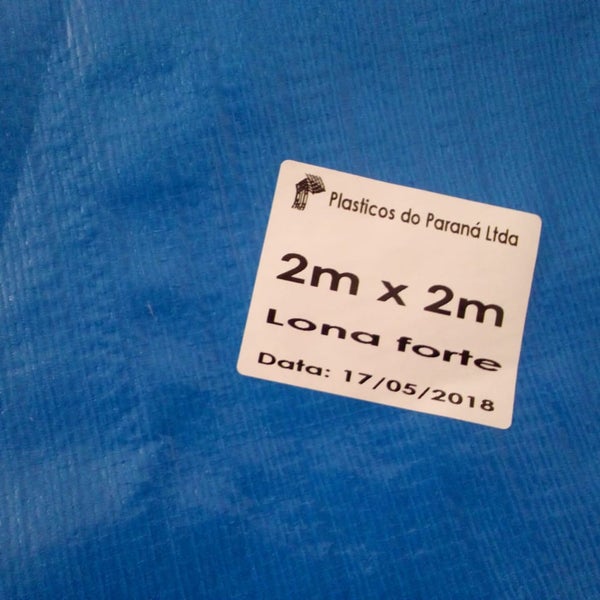 Plasticos do Paraná Ltda
2m x 2m
Lona forte
Data: 17/05/2018